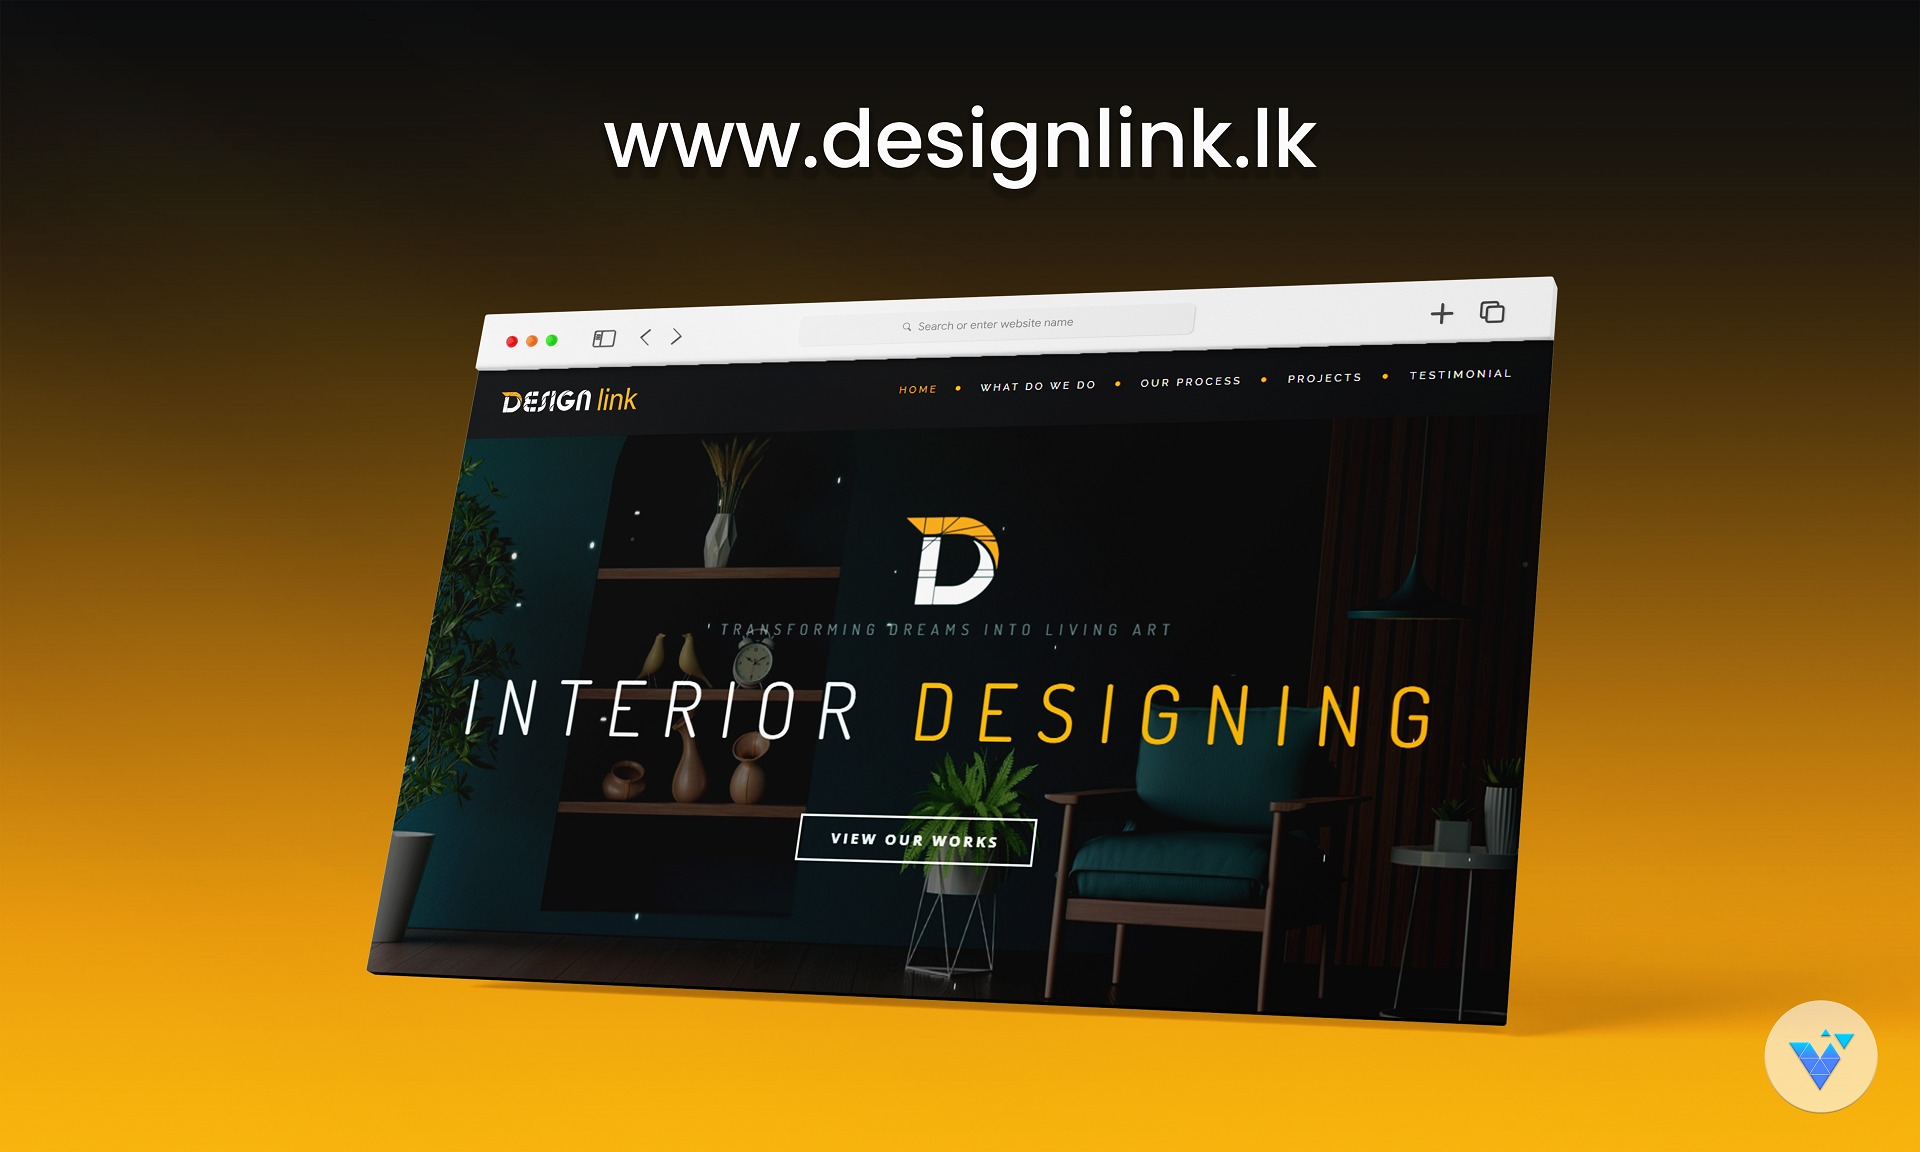 www.designlink.lk
Search or enter website name
DESIGN link
HOME • WHAT DO WE DO • OUR PROCESS • PROJECTS • TESTIMONIAL
D
TRANSFORMING DREAMS INTO LIVING ART
INTERIOR DESIGNING
VIEW OUR WORKS